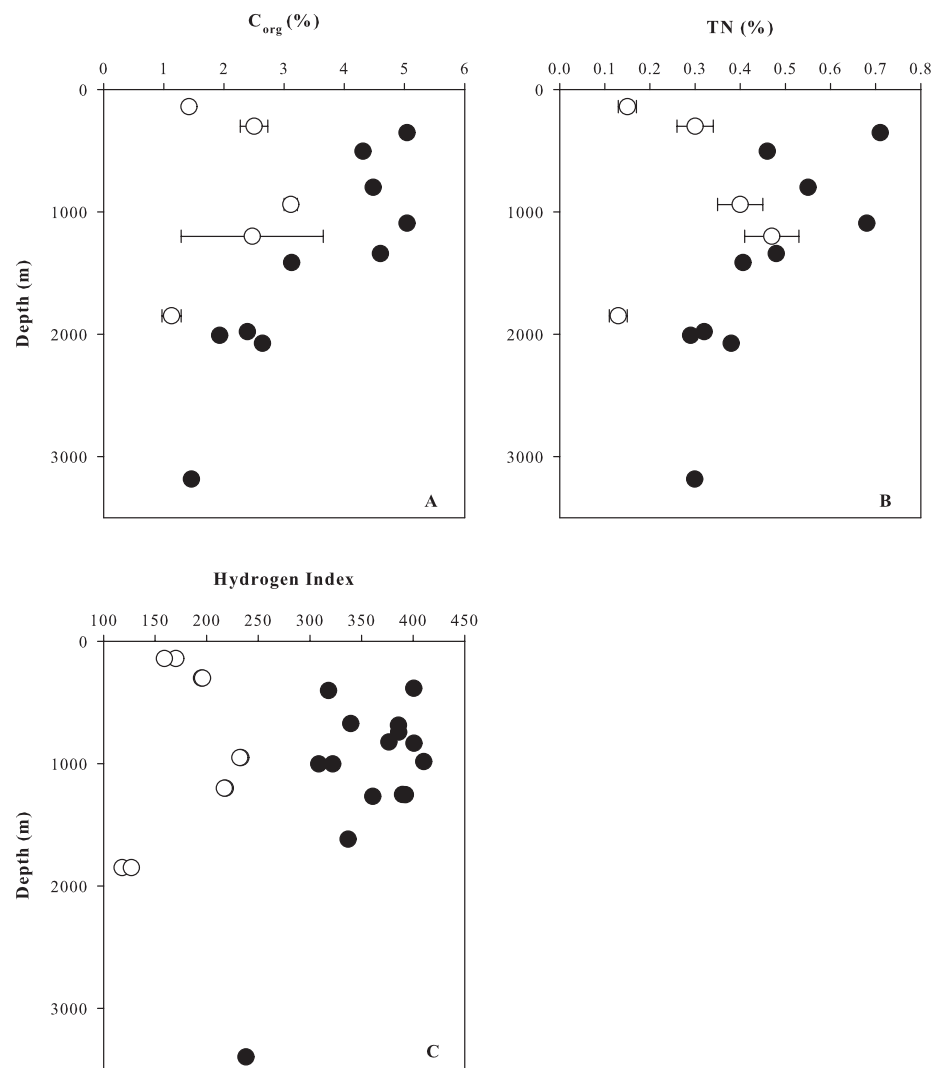 C_org (%)
0 1 2 3 4 5 6
0
1000
2000
3000
Depth (m)
A
TN (%)
0.0 0.1 0.2 0.3 0.4 0.5 0.6 0.7 0.8
0
1000
2000
3000
B
Hydrogen Index
100 150 200 250 300 350 400 450
0
1000
2000
3000
Depth (m)
C